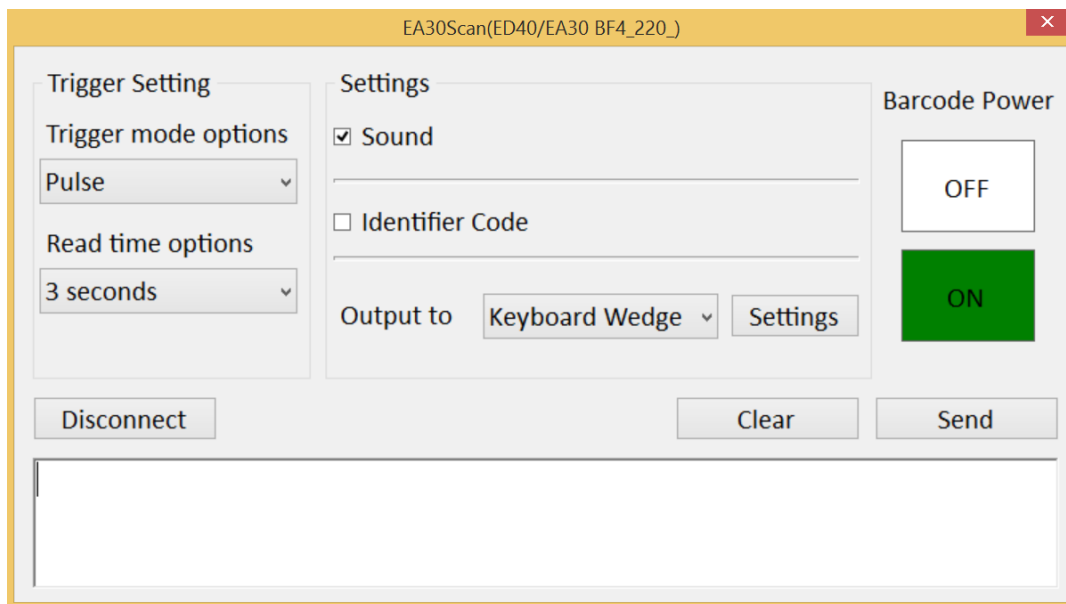 EA30Scan(ED40/EA30 BF4_220_)
Trigger Setting
Trigger mode options
Pulse
Read time options
3 seconds
Settings
Sound
Identifier Code
Output to Keyboard Wedge Settings
Barcode Power
OFF
ON
Disconnect Clear Send